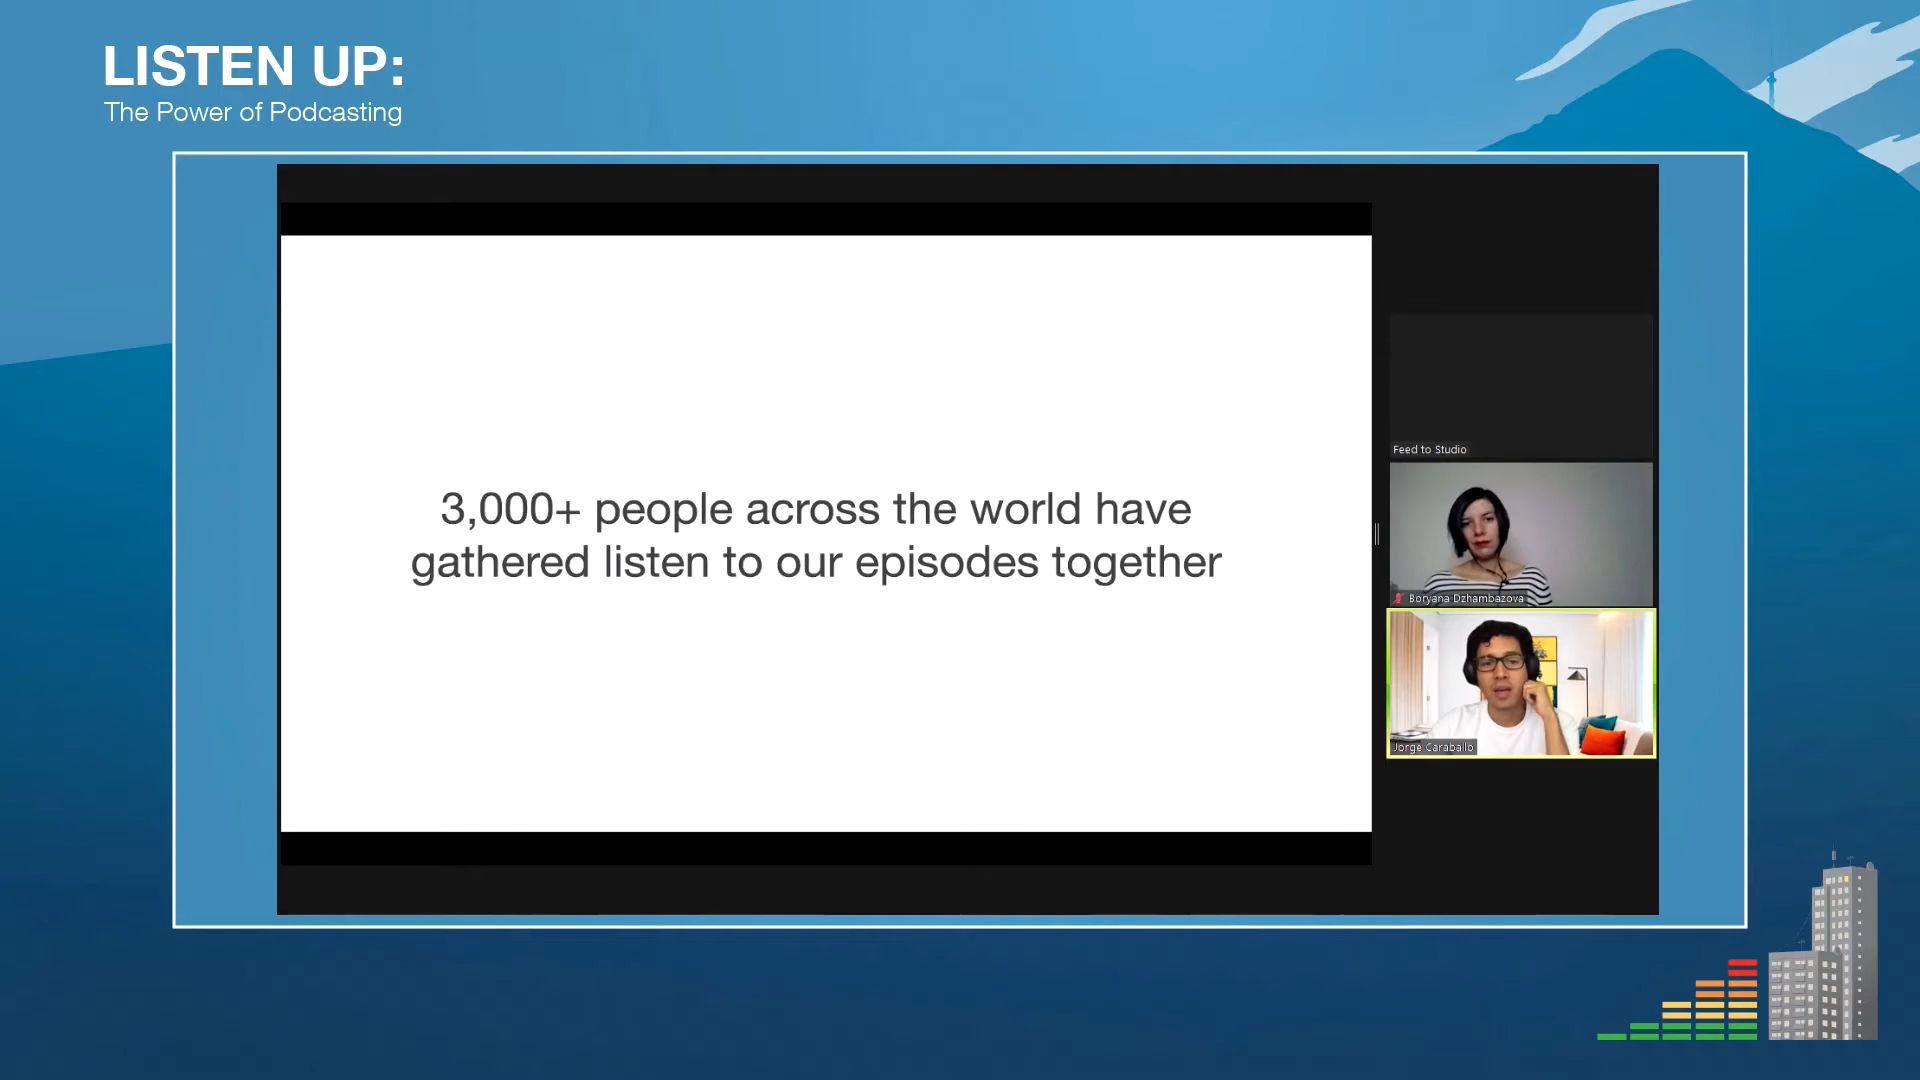 LISTEN UP:
The Power of Podcasting
3,000+ people across the world have
gathered listen to our episodes together
Feed to Studio
Boryana Dzhambazova
Jorge Caraballo